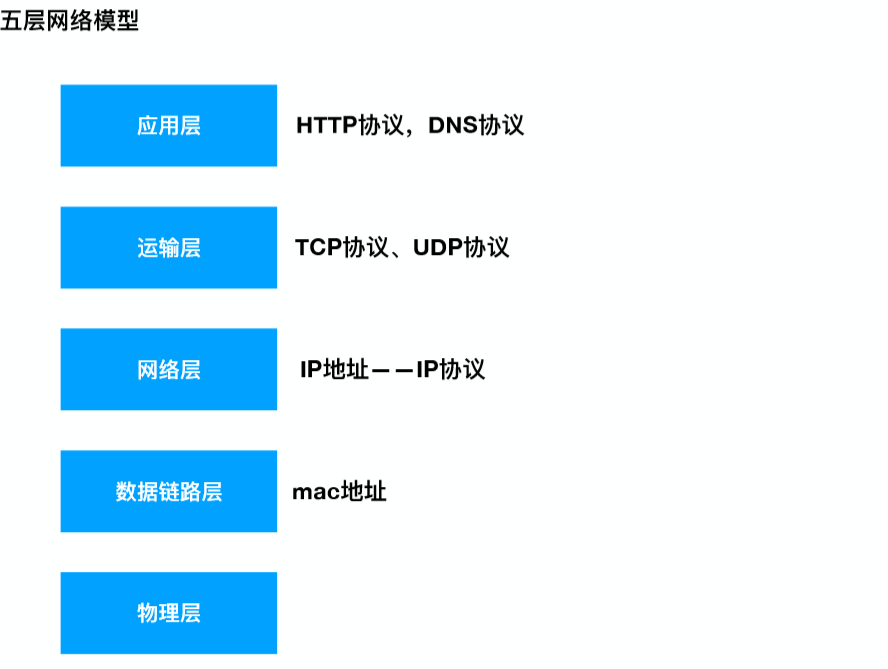 五层网络模型
应用层 HTTP协议，DNS协议
运输层 TCP协议、UDP协议
网络层 IP地址——IP协议
数据链路层 mac地址
物理层